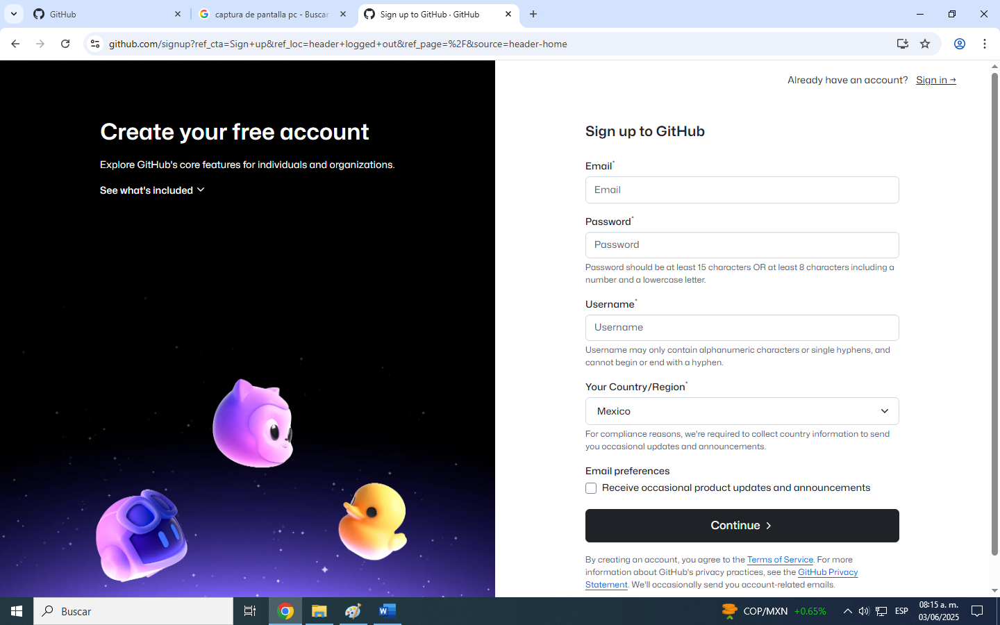 GitHub
captura de pantalla pc - Buscar
Sign up to GitHub · GitHub
github.com/signup?ref_cta=Sign+up&ref_loc=header+logged+out&ref_page=%2F&source=header-home
Already have an account? Sign in →
Create your free account
Explore GitHub's core features for individuals and organizations.
See what's included
Sign up to GitHub
Email*
Email
Password*
Password
Password should be at least 15 characters OR at least 8 characters including a
number and a lowercase letter.
Username*
Username
Username may only contain alphanumeric characters or single hyphens, and
cannot begin or end with a hyphen.
Your Country/Region*
Mexico
For compliance reasons, we're required to collect country information to send
you occasional updates and announcements.
Email preferences
Receive occasional product updates and announcements
Continue
By creating an account, you agree to the Terms of Service. For more
information about GitHub's privacy practices, see the GitHub Privacy
Statement. We'll occasionally send you account-related emails.
Buscar
COP/MXN +0.65%
ESP
08:15 a. m.
03/06/2025